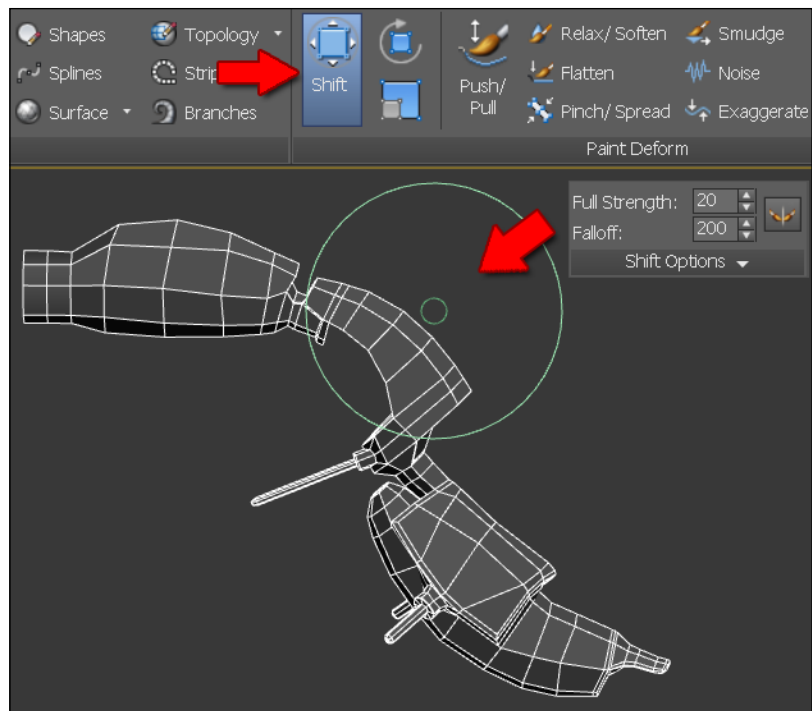 Shapes
Topology
Relax/ Soften
Smudge
Splines
Strip
Shift
Push/
Pull
Flatten
Noise
Surface
Branches
Pinch/ Spread
Exaggerate
Paint Deform
Full Strength: 20
Falloff: 200
Shift Options